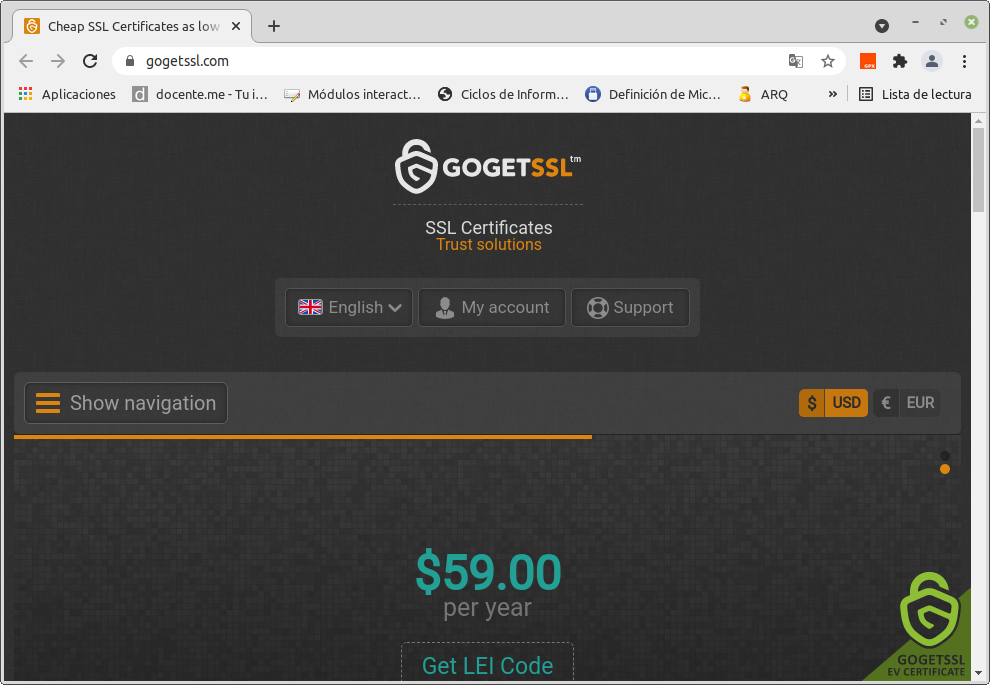 Cheap SSL Certificates as low
gogetssl.com
Aplicaciones
docente.me - Tu i...
Módulos interact...
Ciclos de Inform...
Definición de Mic...
ARQ
»
Lista de lectura
GOGETSSL™
SSL Certificates
Trust solutions
English
My account
Support
Show navigation
$ USD
€ EUR
$59.00
per year
Get LEI Code
GOGETSSL
EV CERTIFICATE